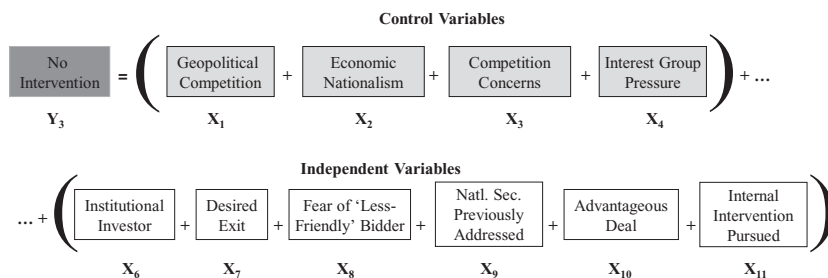 Control Variables
No Intervention = ( Geopolitical Competition + Economic Nationalism + Competition Concerns + Interest Group Pressure ) + ...
Y3 X1 X2 X3 X4
Independent Variables
... + ( Institutional Investor + Desired Exit + Fear of ‘Less-Friendly’ Bidder + Natl. Sec. Previously Addressed + Advantageous Deal + Internal Intervention Pursued )
X6 X7 X8 X9 X10 X11